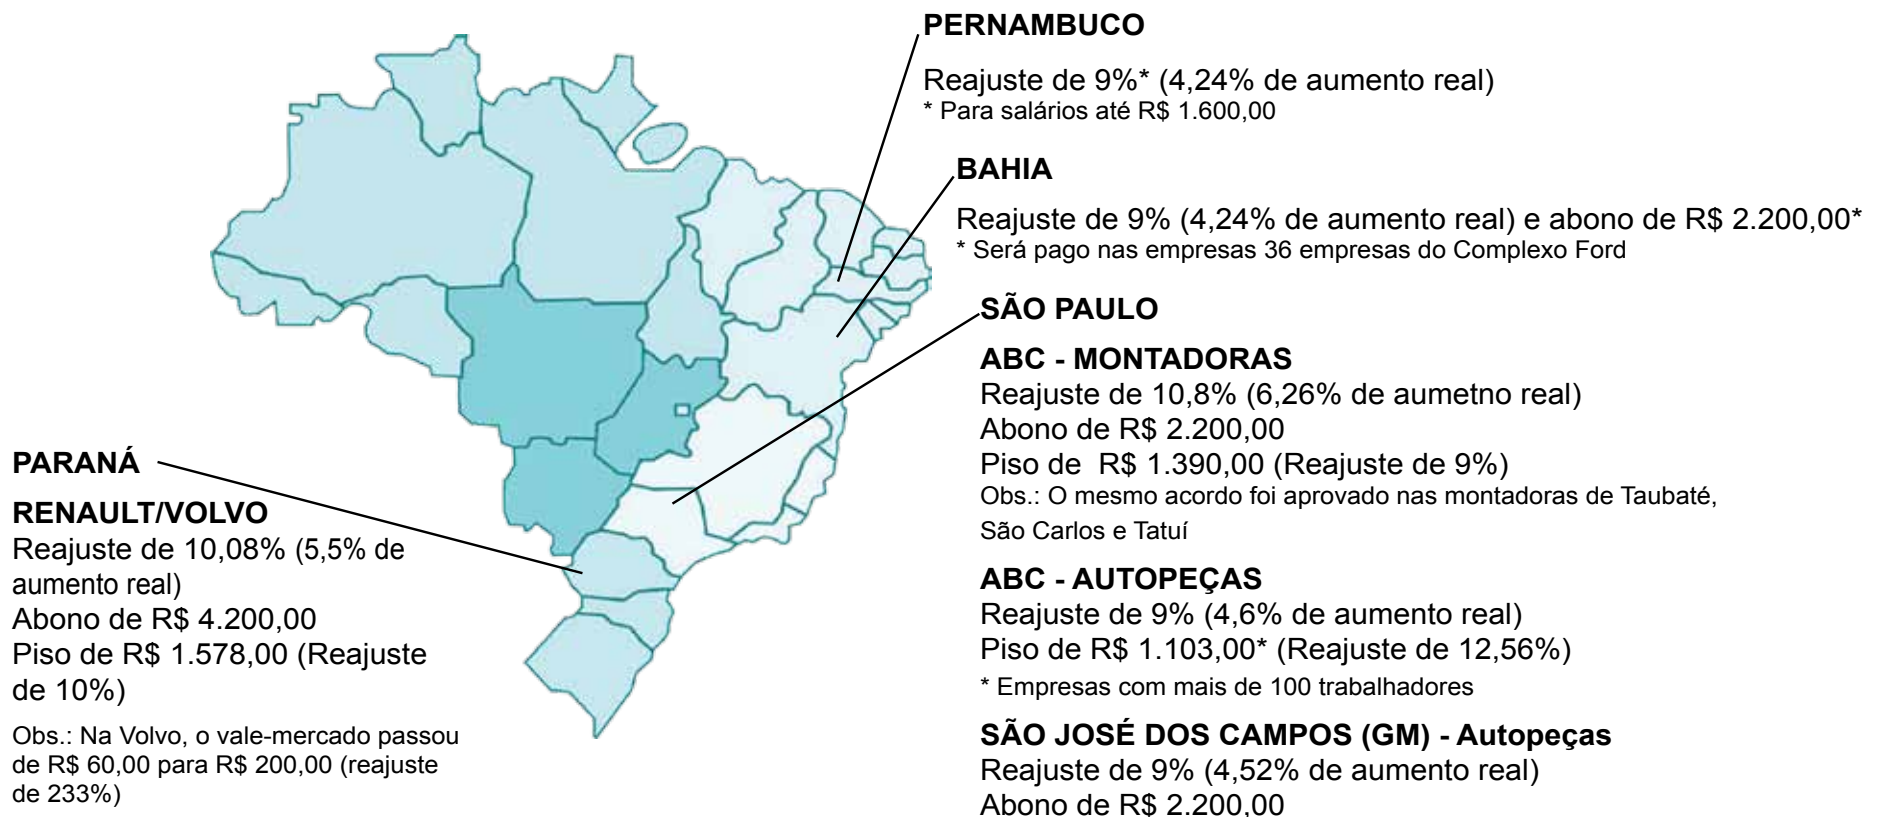 PERNAMBUCO
Reajuste de 9%* (4,24% de aumento real)
* Para salários até R$ 1.600,00
BAHIA
Reajuste de 9% (4,24% de aumento real) e abono de R$ 2.200,00*
* Será pago nas empresas 36 empresas do Complexo Ford
SÃO PAULO
ABC - MONTADORAS
Reajuste de 10,8% (6,26% de aumetno real)
Abono de R$ 2.200,00
Piso de R$ 1.390,00 (Reajuste de 9%)
Obs.: O mesmo acordo foi aprovado nas montadoras de Taubaté,
São Carlos e Tatuí
ABC - AUTOPEÇAS
Reajuste de 9% (4,6% de aumento real)
Piso de R$ 1.103,00* (Reajuste de 12,56%)
* Empresas com mais de 100 trabalhadores
SÃO JOSÉ DOS CAMPOS (GM) - Autopeças
Reajuste de 9% (4,52% de aumento real)
Abono de R$ 2.200,00
PARANÁ
RENAULT/VOLVO
Reajuste de 10,08% (5,5% de
aumento real)
Abono de R$ 4.200,00
Piso de R$ 1.578,00 (Reajuste
de 10%)
Obs.: Na Volvo, o vale-mercado passou
de R$ 60,00 para R$ 200,00 (reajuste
de 233%)